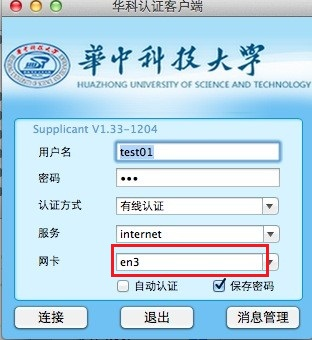 华科认证客户端
華中科技大学
HUAZHONG UNIVERSITY OF SCIENCE AND TECHNOLOGY
Supplicant V1.33-1204
用户名 test01
密码 •••
认证方式 有线认证
服务 internet
网卡 en3
自动认证 保存密码
连接 退出 消息管理